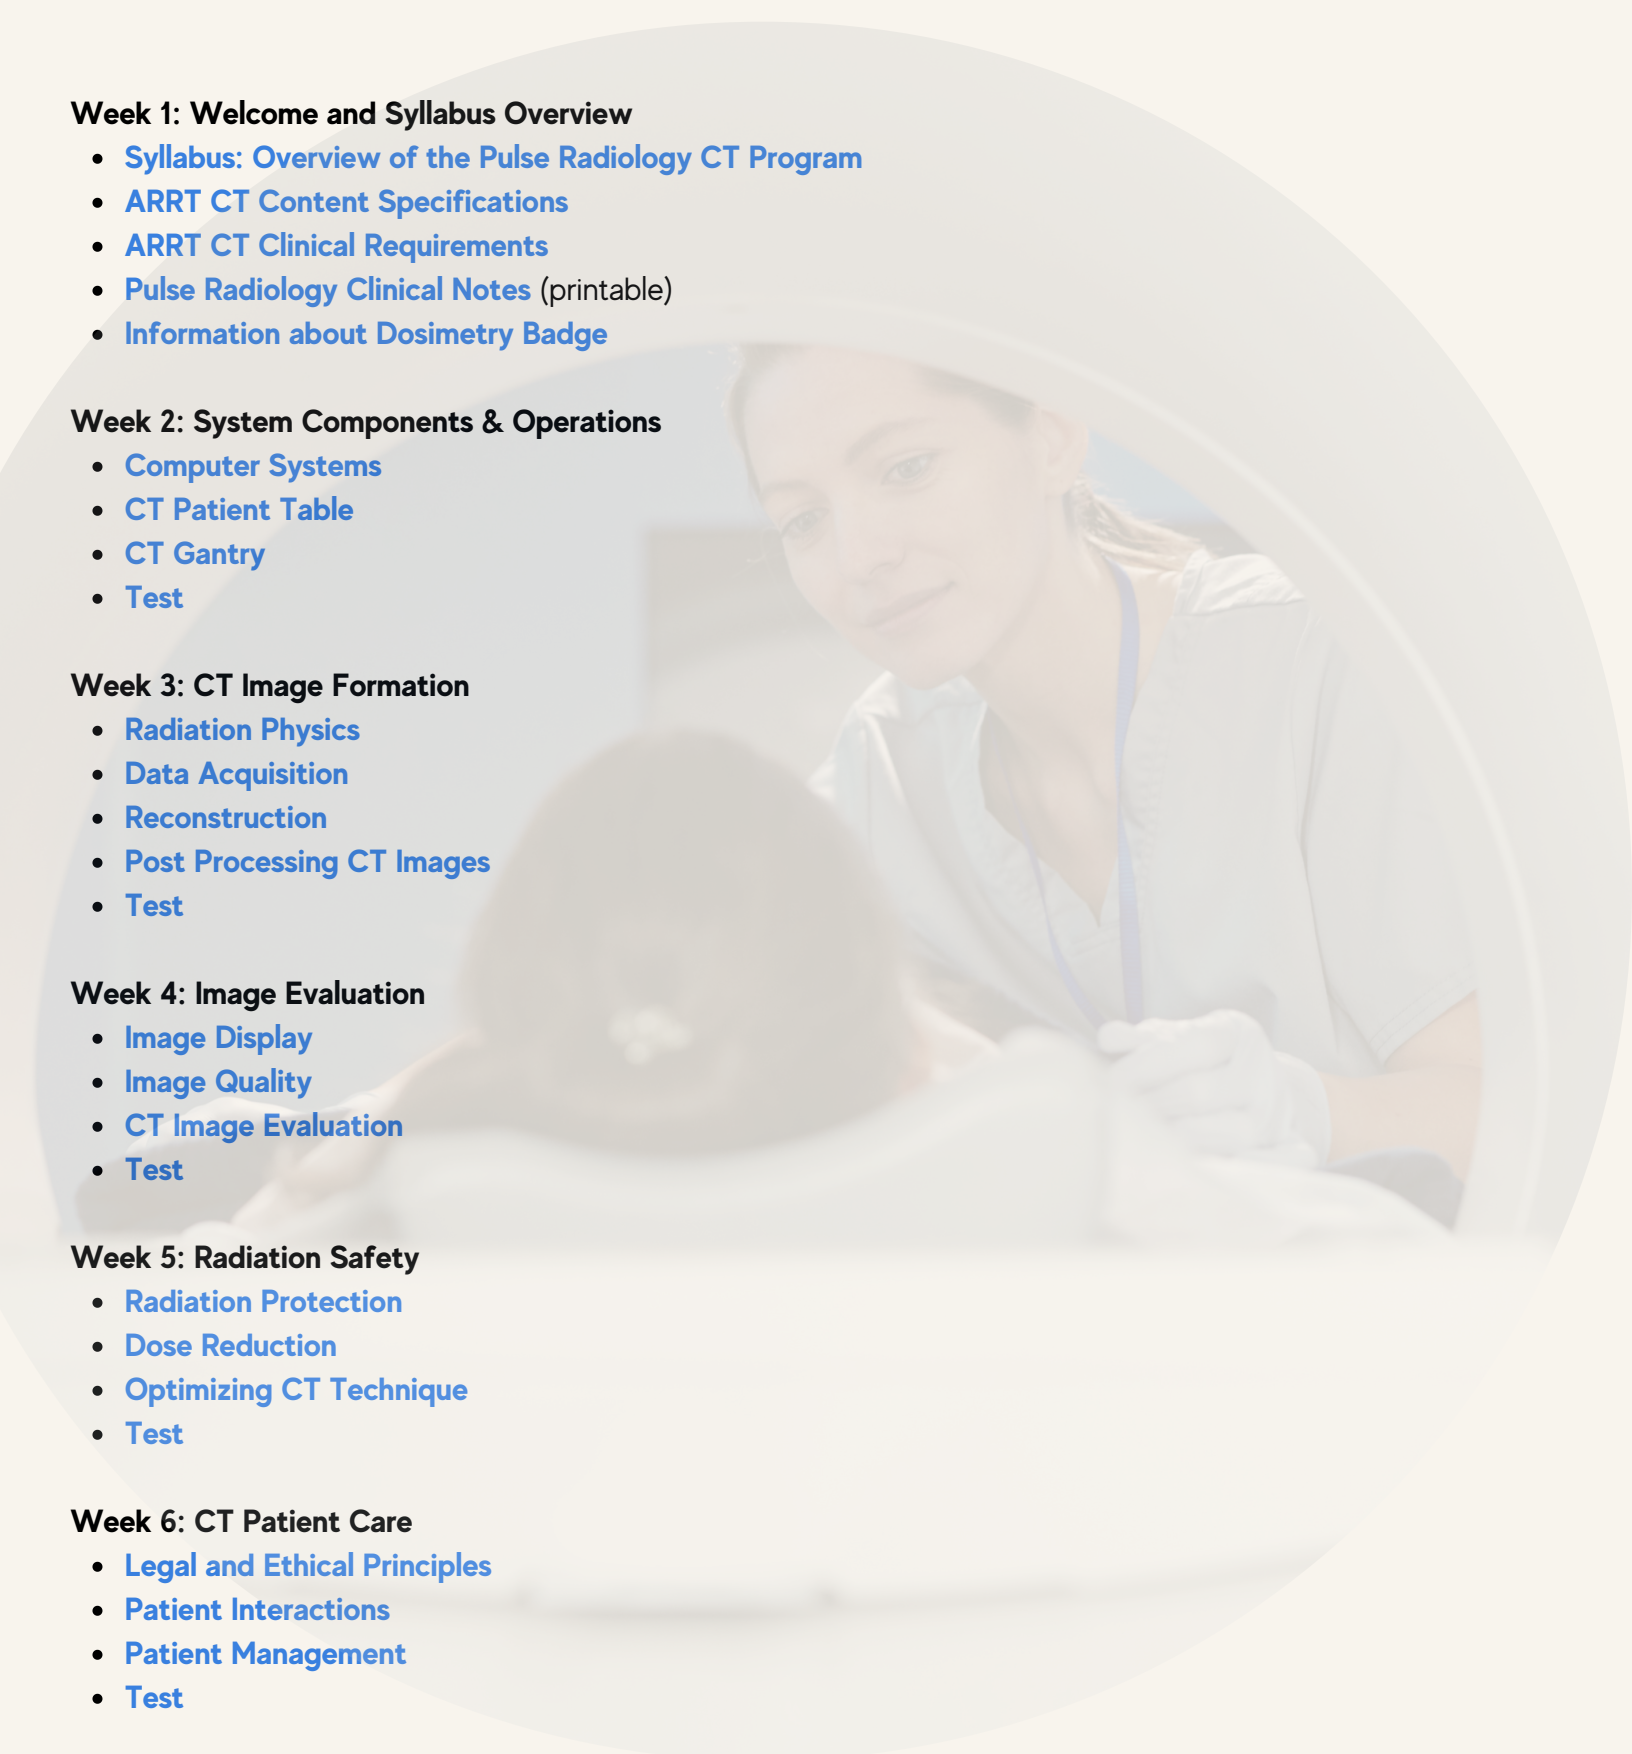 Week 1: Welcome and Syllabus Overview
• Syllabus: Overview of the Pulse Radiology CT Program
• ARRT CT Content Specifications
• ARRT CT Clinical Requirements
• Pulse Radiology Clinical Notes (printable)
• Information about Dosimetry Badge
Week 2: System Components & Operations
• Computer Systems
• CT Patient Table
• CT Gantry
• Test
Week 3: CT Image Formation
• Radiation Physics
• Data Acquisition
• Reconstruction
• Post Processing CT Images
• Test
Week 4: Image Evaluation
• Image Display
• Image Quality
• CT Image Evaluation
• Test
Week 5: Radiation Safety
• Radiation Protection
• Dose Reduction
• Optimizing CT Technique
• Test
Week 6: CT Patient Care
• Legal and Ethical Principles
• Patient Interactions
• Patient Management
• Test